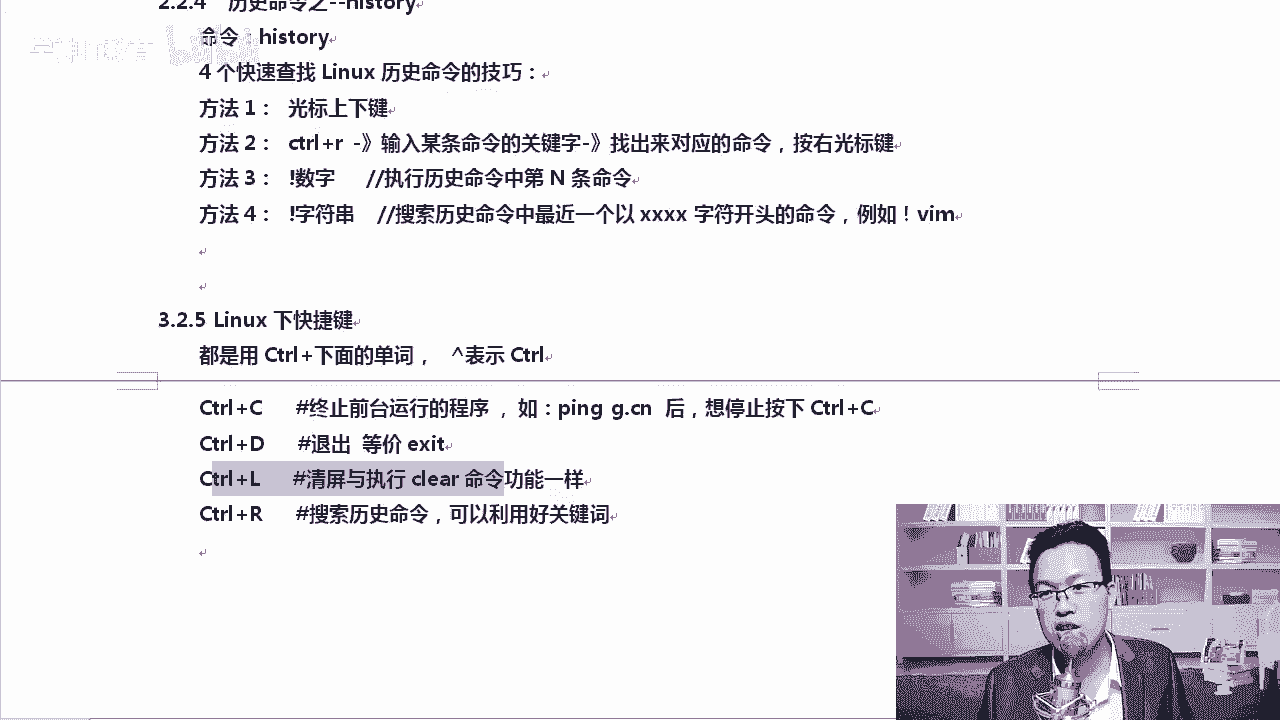 2.2.4 历史命令之--history
命令：history
4 个快速查找 Linux 历史命令的技巧：
方法 1： 光标上下键
方法 2： ctrl+r -》输入某条命令的关键字-》找出来对应的命令，按右光标键
方法 3： !数字 //执行历史命令中第 N 条命令
方法 4： !字符串 //搜索历史命令中最近一个以 xxxx 字符开头的命令，例如！vim
3.2.5 Linux 下快捷键
都是用 Ctrl+下面的单词， ^表示 Ctrl
Ctrl+C #终止前台运行的程序 ，如：ping g.cn 后，想停止按下 Ctrl+C
Ctrl+D #退出 等价 exit
Ctrl+L #清屏与执行 clear 命令功能一样
Ctrl+R #搜索历史命令，可以利用好关键词